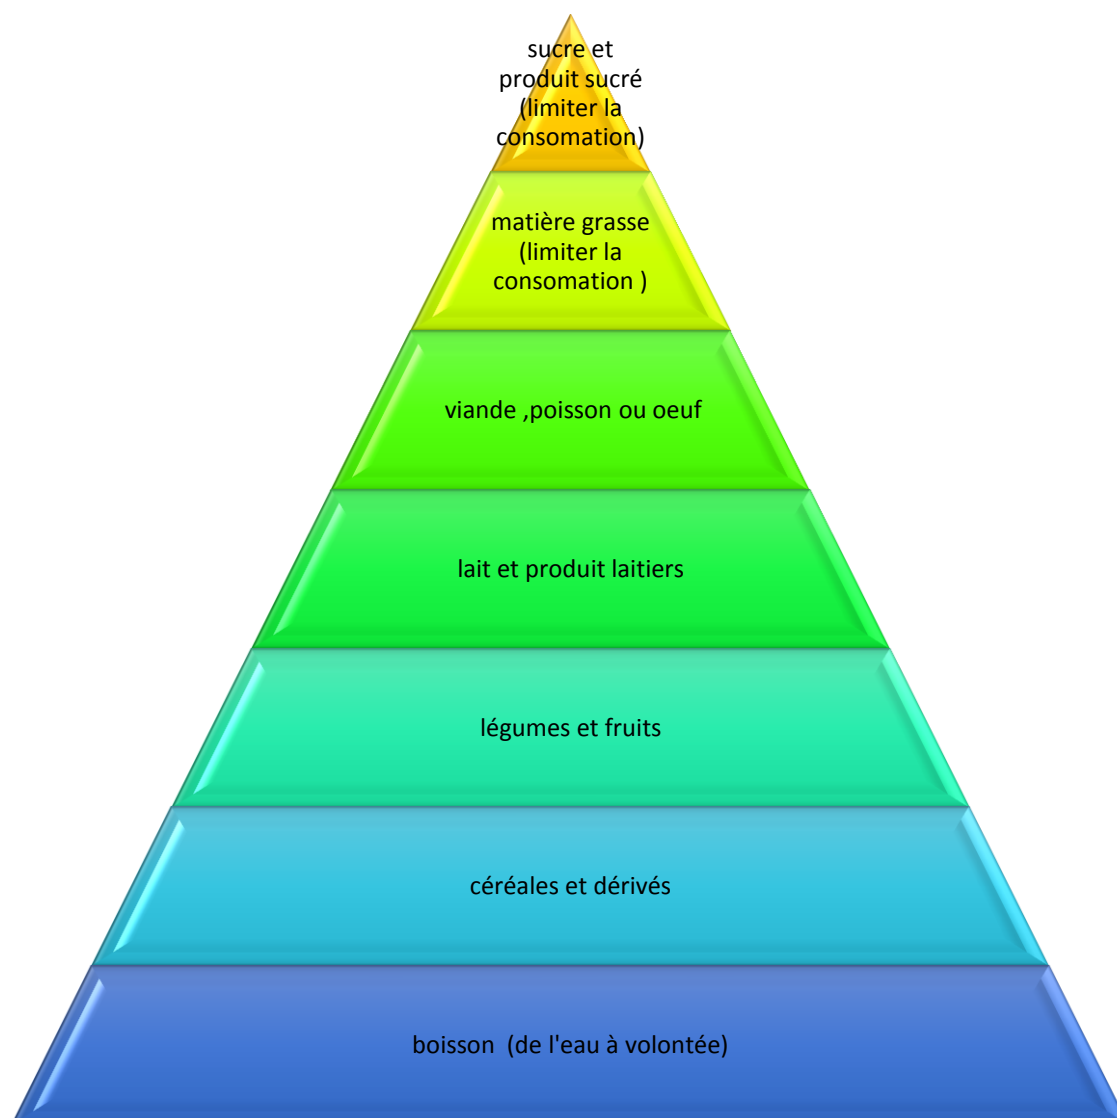 sucre et
produit sucré
(limiter la
consomation)
matière grasse
(limiter la
consomation )
viande ,poisson ou oeuf
lait et produit laitiers
légumes et fruits
céréales et dérivés
boisson  (de l'eau à volontée)